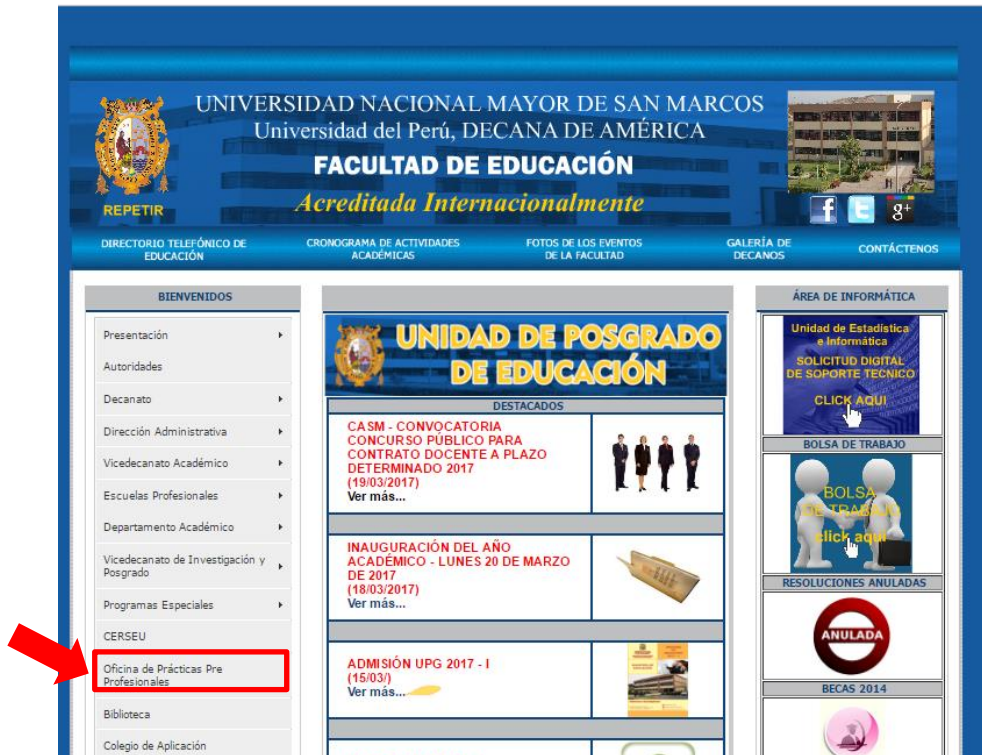 UNIVERSIDAD NACIONAL MAYOR DE SAN MARCOS
Universidad del Perú, DECANA DE AMÉRICA
FACULTAD DE EDUCACIÓN
Acreditada Internacionalmente
REPETIR
f
t
g+
DIRECTORIO TELEFÓNICO DE
EDUCACIÓN
CRONOGRAMA DE ACTIVIDADES
ACADÉMICAS
FOTOS DE LOS EVENTOS
DE LA FACULTAD
GALERÍA DE
DECANOS
CONTÁCTENOS
BIENVENIDOS
Presentación
Autoridades
Decanato
Dirección Administrativa
Vicedecanato Académico
Escuelas Profesionales
Departamento Académico
Vicedecanato de Investigación y
Posgrado
Programas Especiales
CERSEU
Oficina de Prácticas Pre
Profesionales
Biblioteca
Colegio de Aplicación
UNIDAD DE POSGRADO
DE EDUCACIÓN
DESTACADOS
CASM - CONVOCATORIA
CONCURSO PÚBLICO PARA
CONTRATO DOCENTE A PLAZO
DETERMINADO 2017
(19/03/2017)
Ver más...
INAUGURACIÓN DEL AÑO
ACADÉMICO - LUNES 20 DE MARZO
DE 2017
(18/03/2017)
Ver más...
ADMISIÓN UPG 2017 - I
(15/03/)
Ver más...
ÁREA DE INFORMÁTICA
Unidad de Estadística
e Informática
SOLICITUD DIGITAL
DE SOPORTE TECNICO
CLICK AQUI
BOLSA DE TRABAJO
BOLSA
DE TRABAJO
click aqui
RESOLUCIONES ANULADAS
ANULADA
BECAS 2014